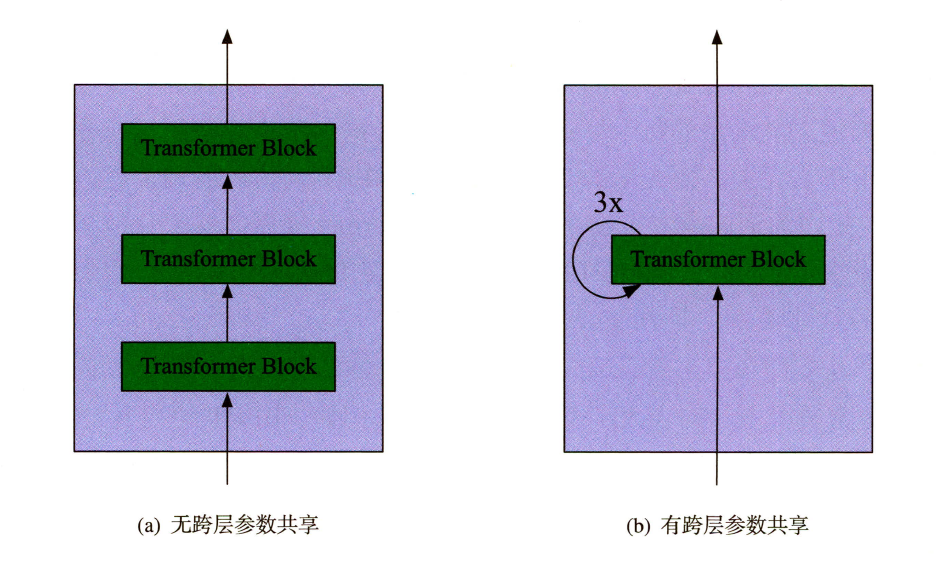 Transformer Block
Transformer Block
Transformer Block
(a) 无跨层参数共享
3x
Transformer Block
(b) 有跨层参数共享